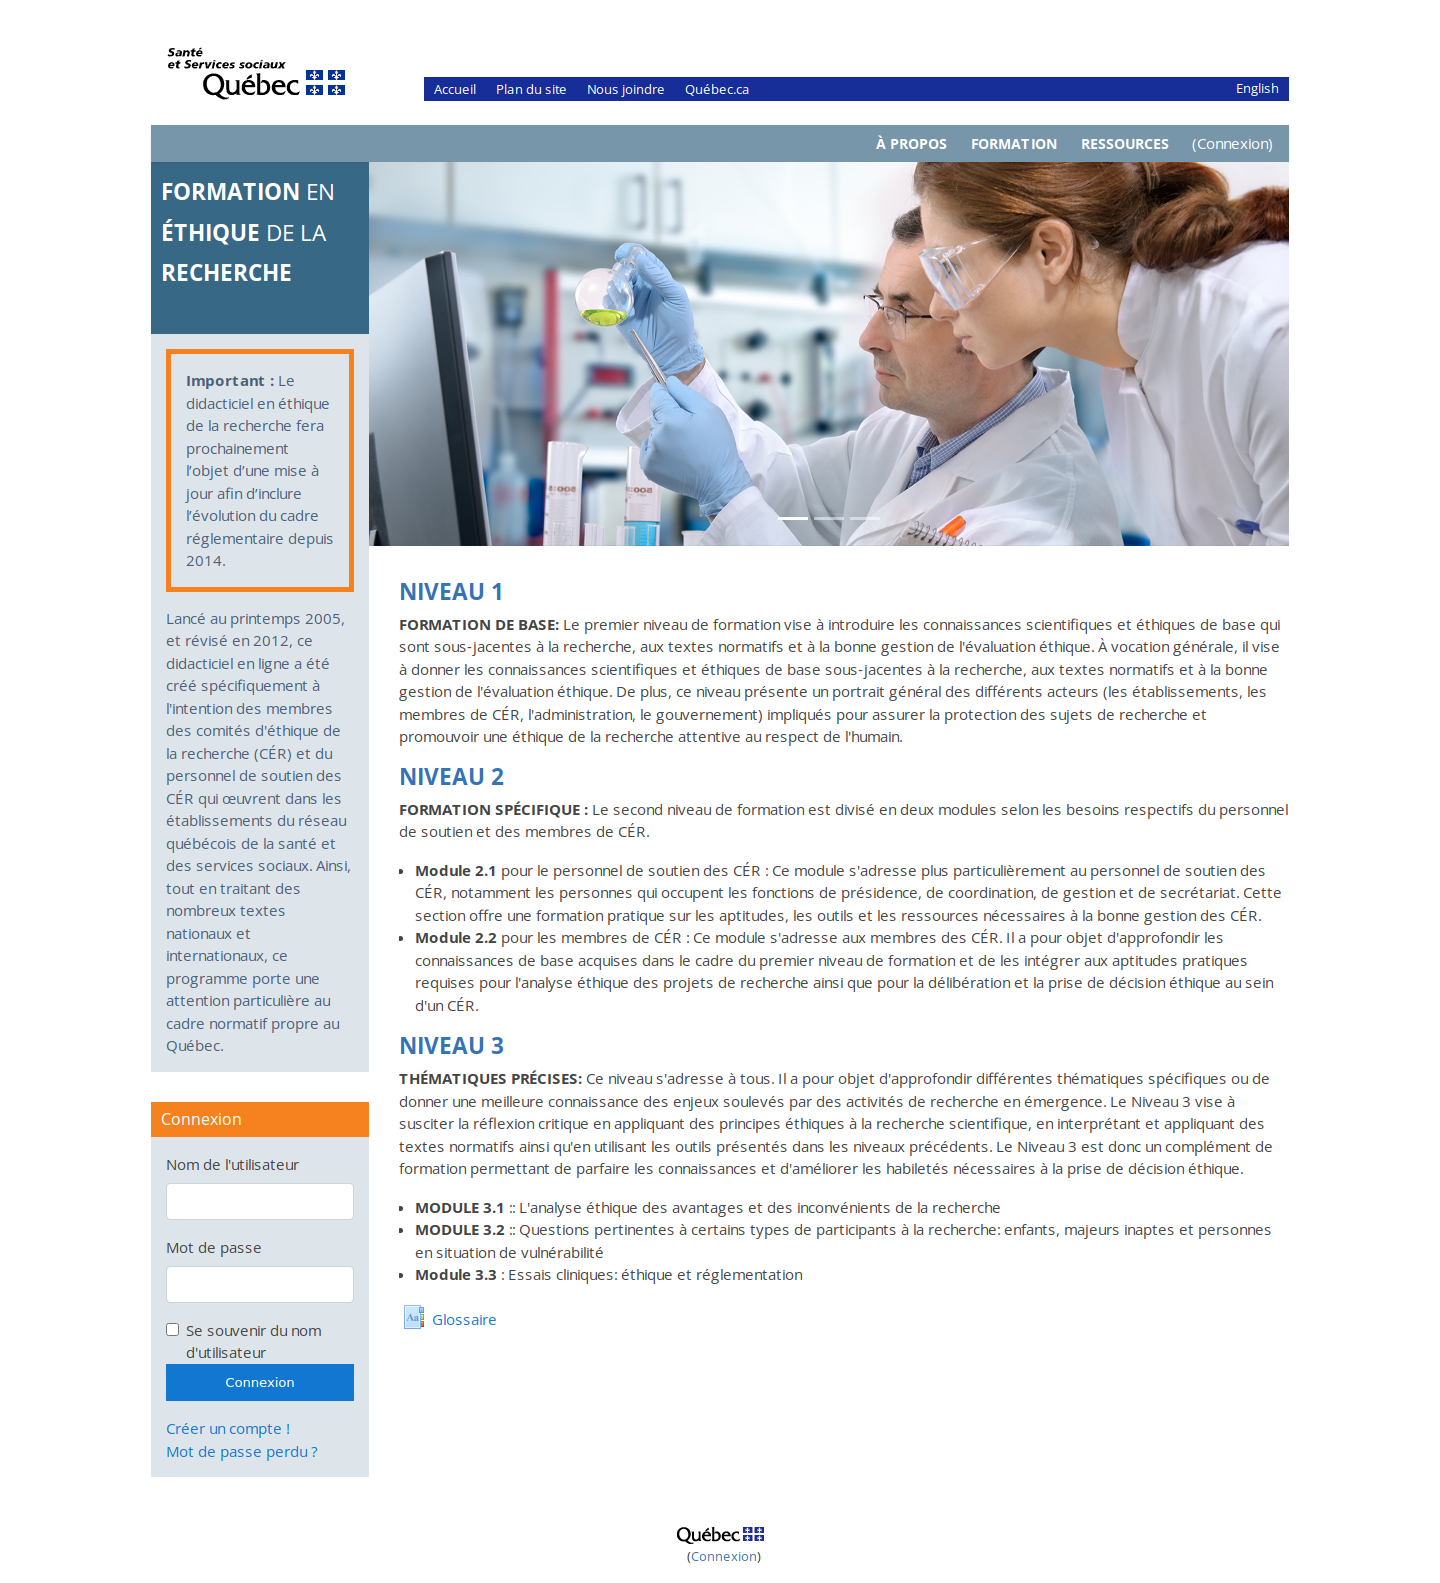 Santé
et Services sociaux
Québec
Accueil Plan du site Nous joindre Québec.ca English
À PROPOS FORMATION RESSOURCES (Connexion)
FORMATION EN
ÉTHIQUE DE LA
RECHERCHE
Important : Le
didacticiel en éthique
de la recherche fera
prochainement
l’objet d’une mise à
jour afin d’inclure
l’évolution du cadre
réglementaire depuis
2014.
Lancé au printemps 2005,
et révisé en 2012, ce
didacticiel en ligne a été
créé spécifiquement à
l'intention des membres
des comités d'éthique de
la recherche (CÉR) et du
personnel de soutien des
CÉR qui œuvrent dans les
établissements du réseau
québécois de la santé et
des services sociaux. Ainsi,
tout en traitant des
nombreux textes
nationaux et
internationaux, ce
programme porte une
attention particulière au
cadre normatif propre au
Québec.
Connexion
Nom de l'utilisateur
Mot de passe
Se souvenir du nom
d'utilisateur
Connexion
Créer un compte !
Mot de passe perdu ?
NIVEAU 1
FORMATION DE BASE: Le premier niveau de formation vise à introduire les connaissances scientifiques et éthiques de base qui
sont sous-jacentes à la recherche, aux textes normatifs et à la bonne gestion de l'évaluation éthique. À vocation générale, il vise
à donner les connaissances scientifiques et éthiques de base sous-jacentes à la recherche, aux textes normatifs et à la bonne
gestion de l'évaluation éthique. De plus, ce niveau présente un portrait général des différents acteurs (les établissements, les
membres de CÉR, l'administration, le gouvernement) impliqués pour assurer la protection des sujets de recherche et
promouvoir une éthique de la recherche attentive au respect de l'humain.
NIVEAU 2
FORMATION SPÉCIFIQUE : Le second niveau de formation est divisé en deux modules selon les besoins respectifs du personnel
de soutien et des membres de CÉR.
• Module 2.1 pour le personnel de soutien des CÉR : Ce module s'adresse plus particulièrement au personnel de soutien des
CÉR, notamment les personnes qui occupent les fonctions de présidence, de coordination, de gestion et de secrétariat. Cette
section offre une formation pratique sur les aptitudes, les outils et les ressources nécessaires à la bonne gestion des CÉR.
• Module 2.2 pour les membres de CÉR : Ce module s'adresse aux membres des CÉR. Il a pour objet d'approfondir les
connaissances de base acquises dans le cadre du premier niveau de formation et de les intégrer aux aptitudes pratiques
requises pour l'analyse éthique des projets de recherche ainsi que pour la délibération et la prise de décision éthique au sein
d'un CÉR.
NIVEAU 3
THÉMATIQUES PRÉCISES: Ce niveau s'adresse à tous. Il a pour objet d'approfondir différentes thématiques spécifiques ou de
donner une meilleure connaissance des enjeux soulevés par des activités de recherche en émergence. Le Niveau 3 vise à
susciter la réflexion critique en appliquant des principes éthiques à la recherche scientifique, en interprétant et appliquant des
textes normatifs ainsi qu'en utilisant les outils présentés dans les niveaux précédents. Le Niveau 3 est donc un complément de
formation permettant de parfaire les connaissances et d'améliorer les habiletés nécessaires à la prise de décision éthique.
• MODULE 3.1 :: L'analyse éthique des avantages et des inconvénients de la recherche
• MODULE 3.2 :: Questions pertinentes à certains types de participants à la recherche: enfants, majeurs inaptes et personnes
en situation de vulnérabilité
• Module 3.3 : Essais cliniques: éthique et réglementation
Aa Glossaire
Québec
(Connexion)